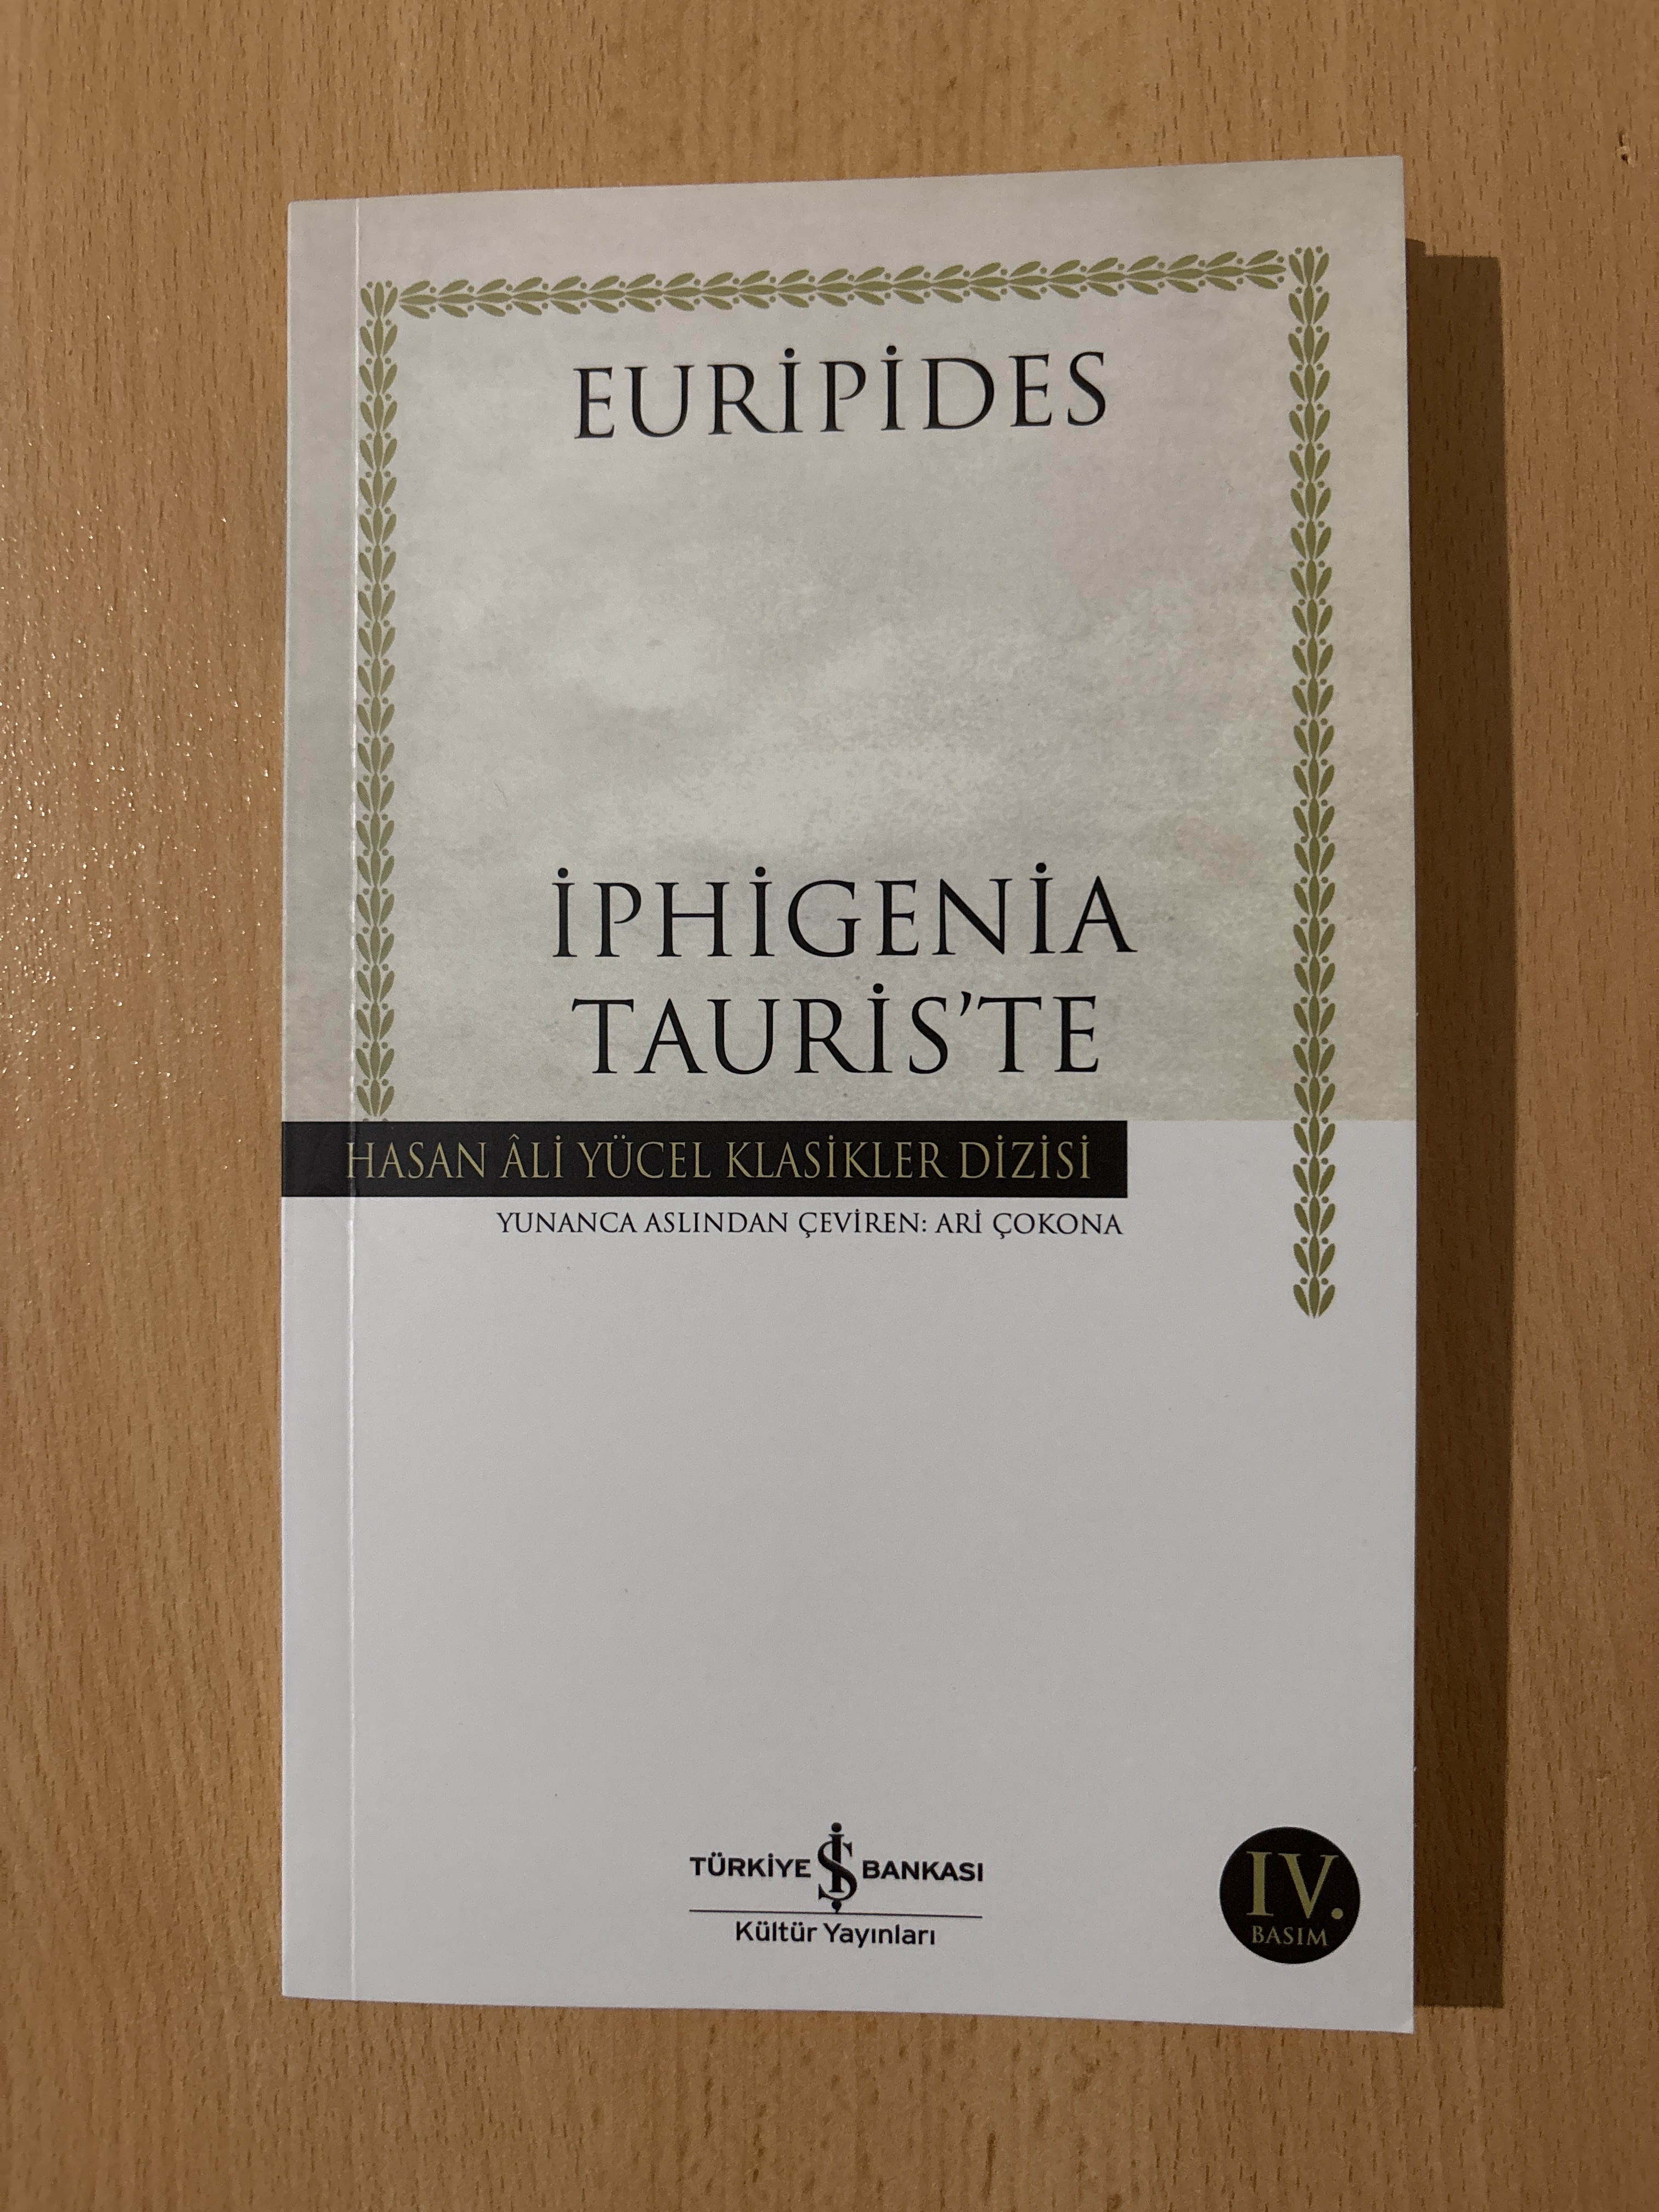 EURİPİDES
İPHİGENİA
TAURİS'TE
HASAN ÂLİ YÜCEL KLASİKLER DİZİSİ
YUNANCA ASLINDAN ÇEVİREN: ARİ ÇOKONA
TÜRKİYE İŞ BANKASI
Kültür Yayınları
IV.
BASIM